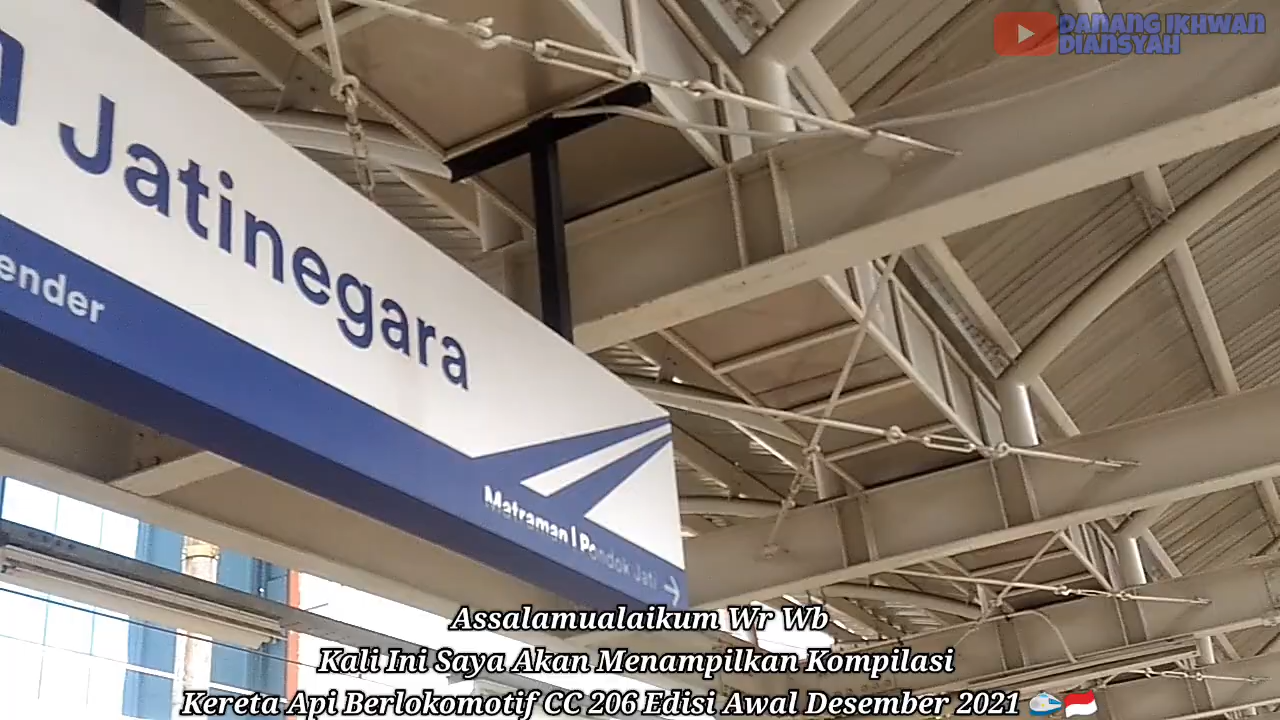 DANANG IKHWAN
DIANSYAH
Jatinegara
ender
Matraman | Pondok Jati →
Assalamualaikum Wr Wb
Kali Ini Saya Akan Menampilkan Kompilasi
Kereta Api Berlokomotif CC 206 Edisi Awal Desember 2021 🚅🇮🇩